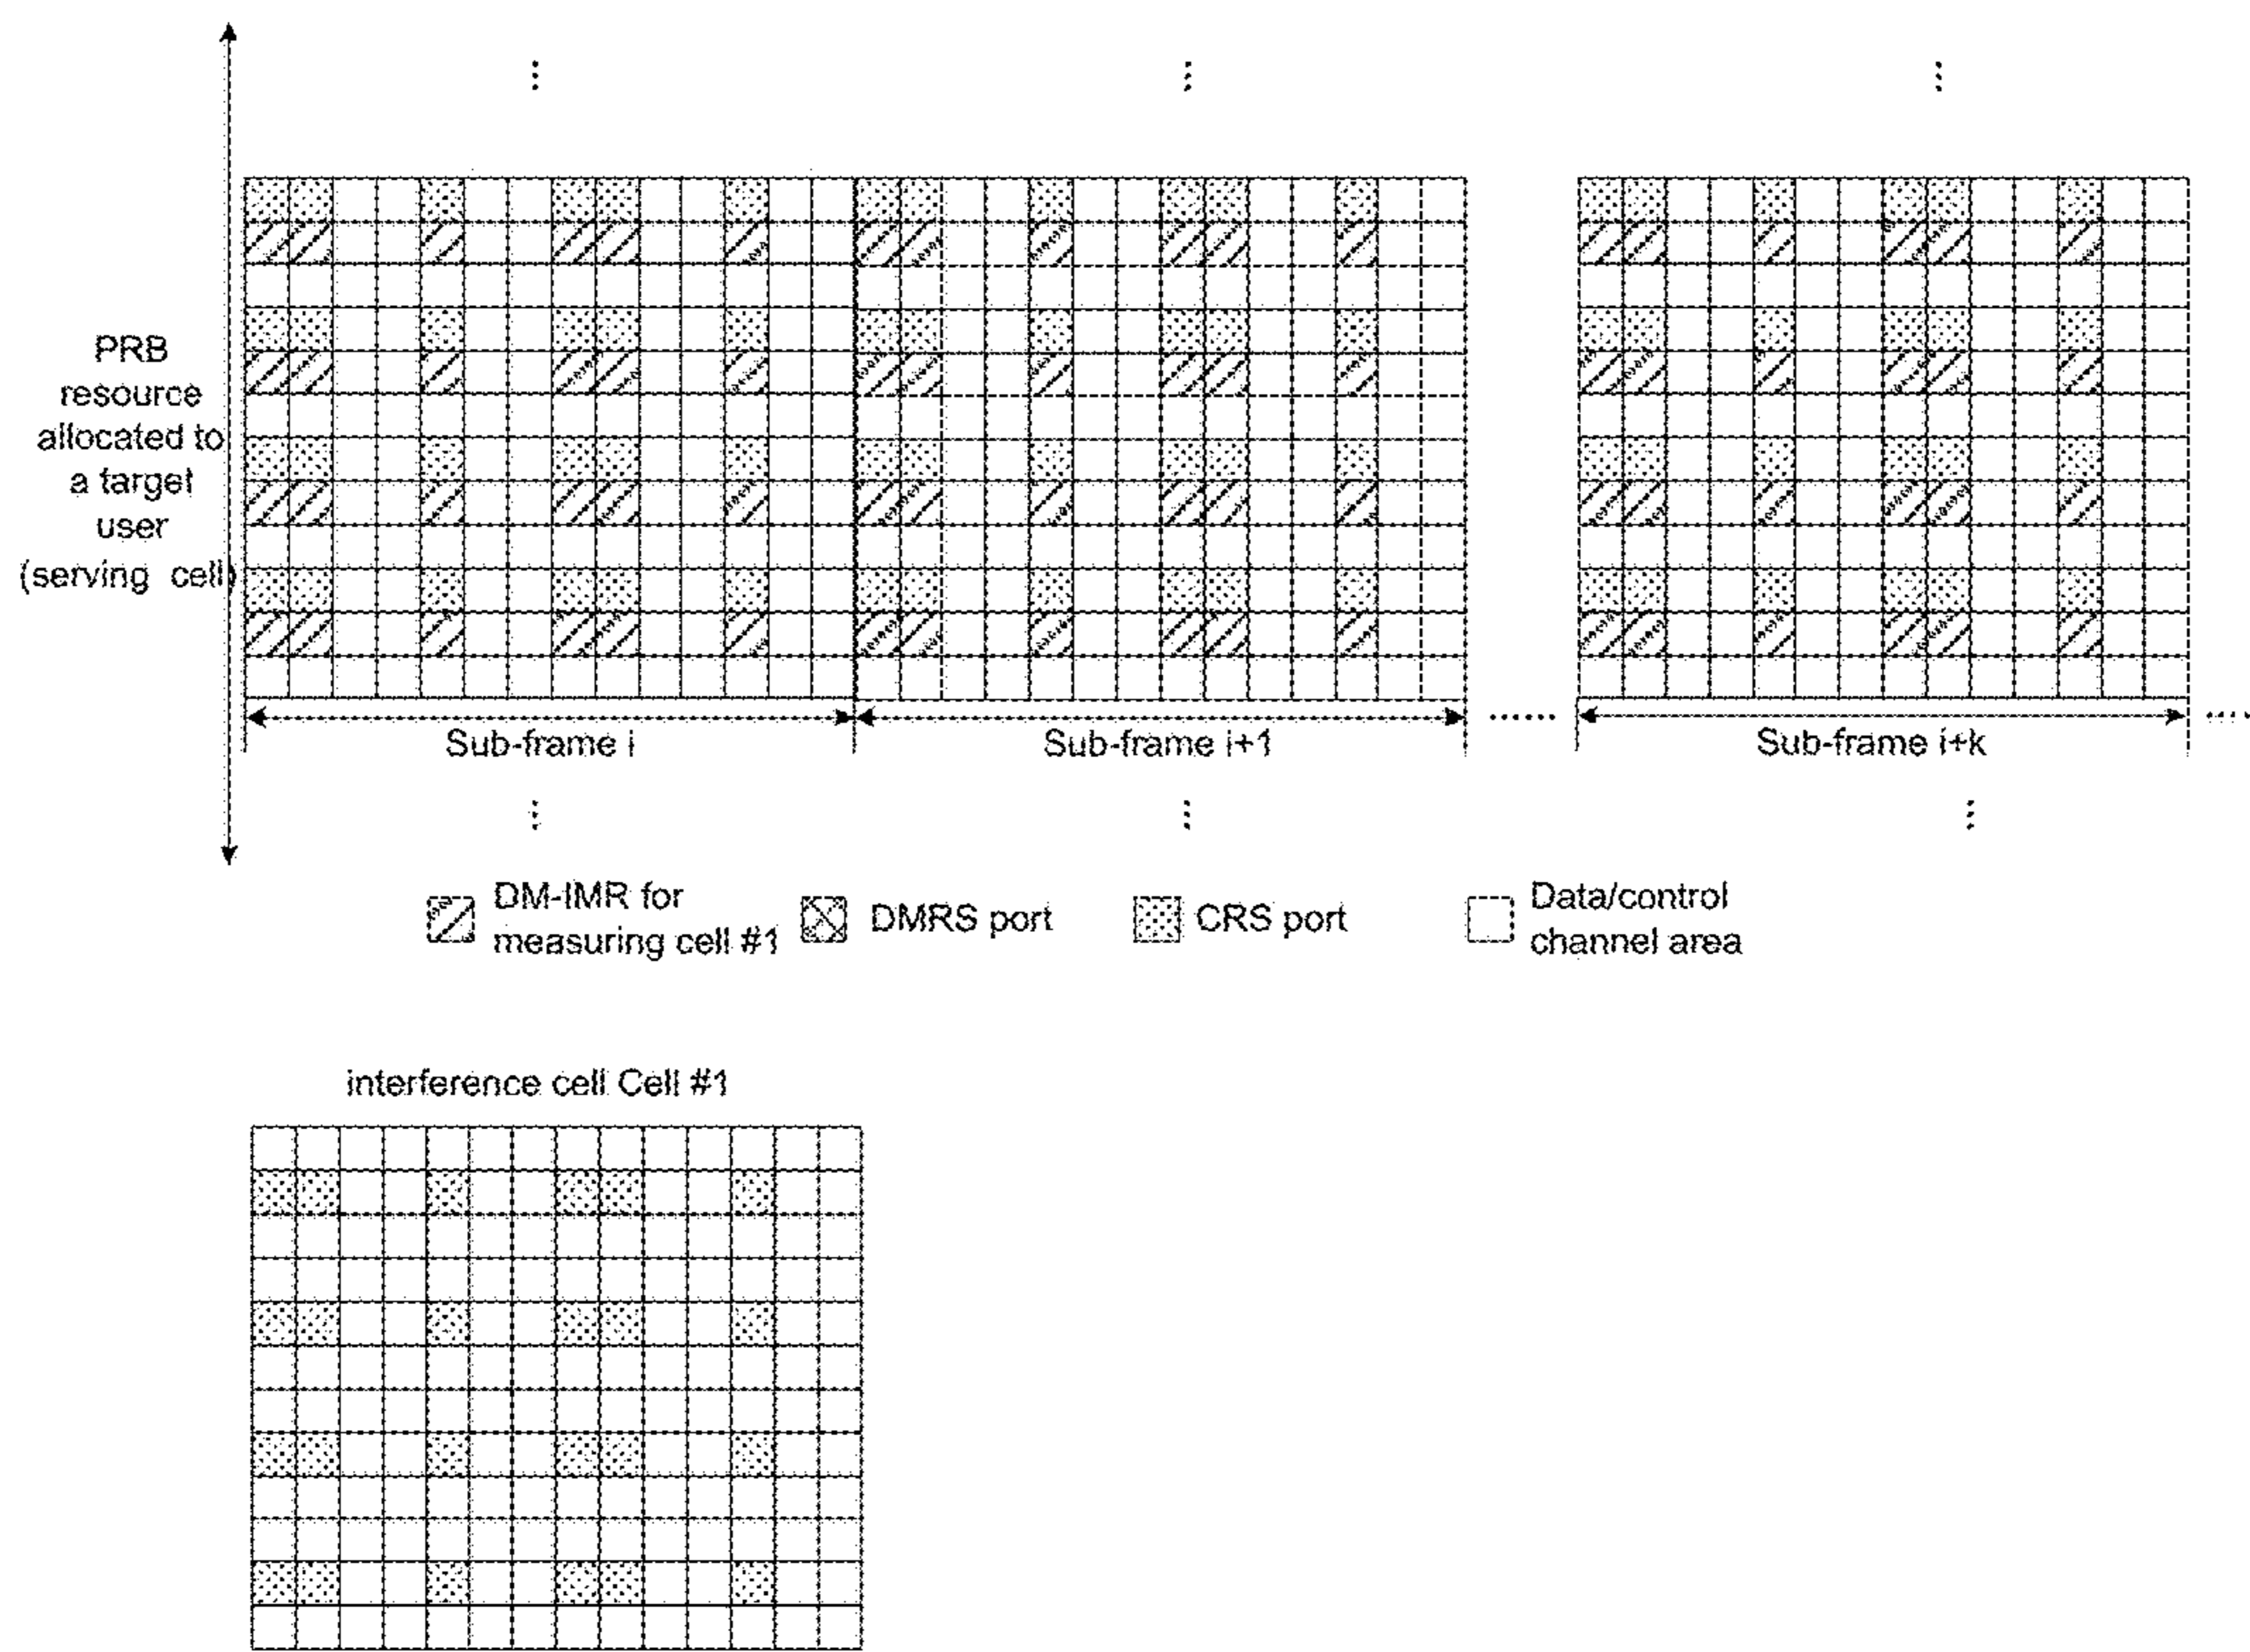 PRB
resource
allocated to
a target
user
(serving cell)
Sub-frame i
Sub-frame i+1
......
Sub-frame i+k
....
DM-IMR for
measuring cell #1
DMRS port
CRS port
Data/control
channel area
interference cell Cell #1